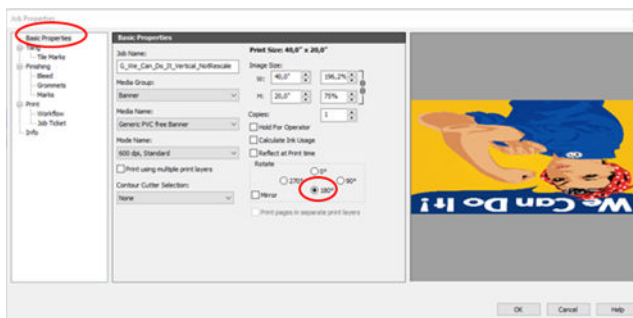 Job Properties
Basic Properties
Tiling
Tile Marks
Finishing
Bleed
Grommets
Marks
Print
Workflow
Job Ticket
Info
Basic Properties
Job Name:
G_We_Can_Do_It_Vertical_NotRescale
Media Group:
Banner
Media Name:
Generic PVC free Banner
Mode Name:
600 dpi, Standard
Print using multiple print layers
Contour Cutter Selection:
None
Print Size: 40,0" x 20,0"
Image Size:
W: 40,0" 196,2%
H: 20,0" 75%
Copies: 1
Hold For Operator
Calculate Ink Usage
Reflect at Print time
Rotate
0°
270° 90°
180°
Mirror
Print pages in separate print layers
We Can Do It!
OK Cancel Help